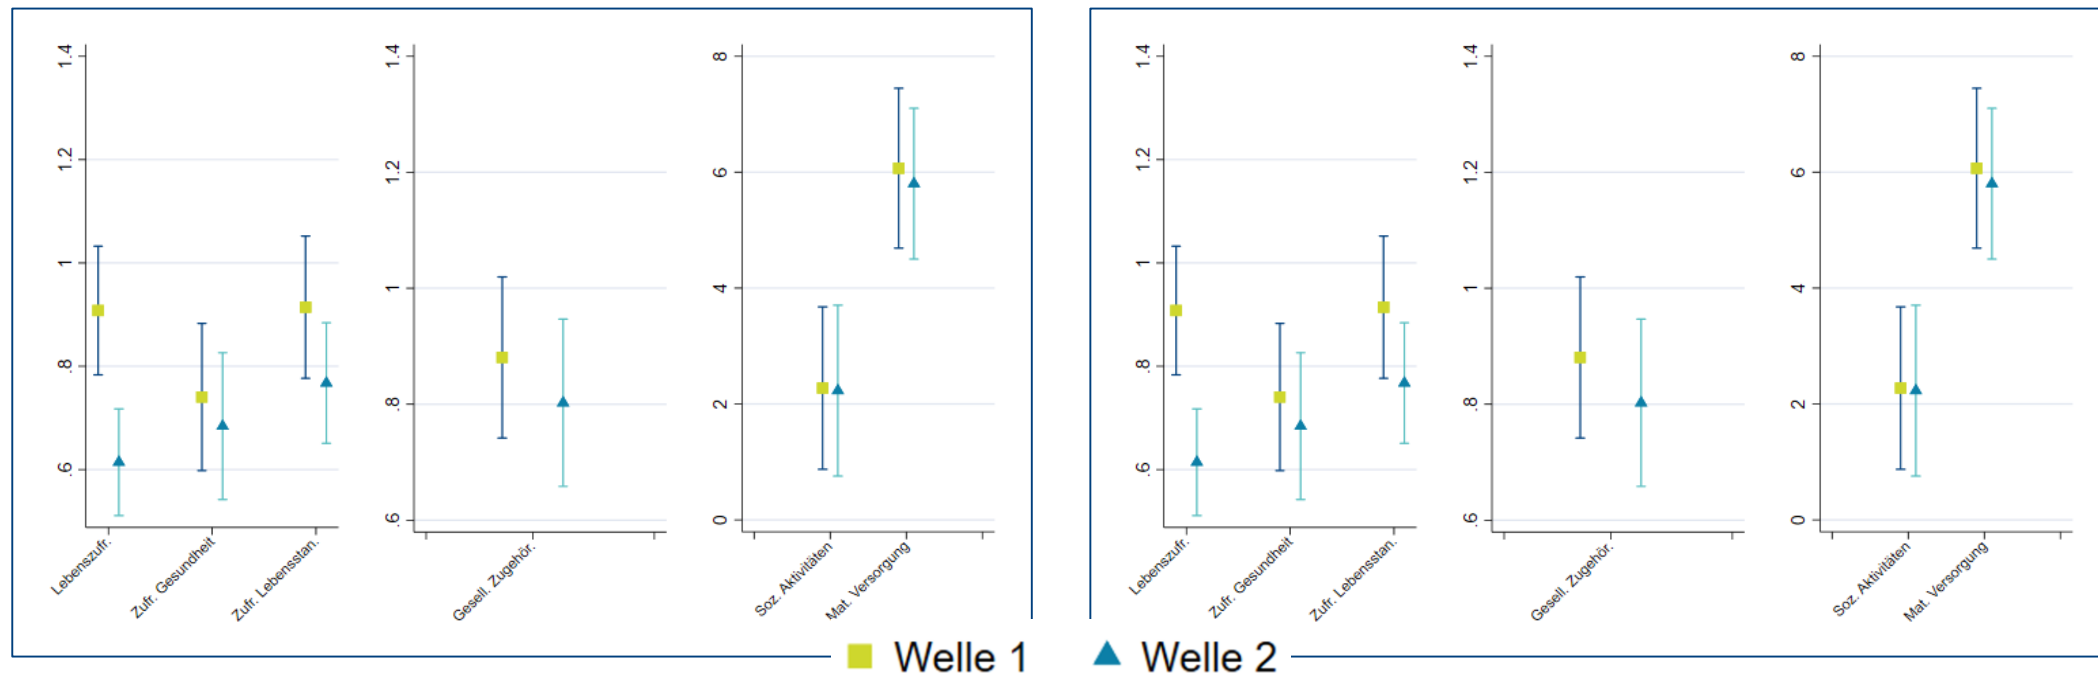 1.4
1.2
1
.8
.6
Lebenszufr.
Zufr. Gesundheit
Zufr. Lebensstan.
1.4
1.2
1
.8
.6
Gesell. Zugehör.
8
6
4
2
0
Soz. Aktivitäten
Mat. Versorgung
1.4
1.2
1
.8
.6
Lebenszufr.
Zufr. Gesundheit
Zufr. Lebensstan.
1.4
1.2
1
.8
.6
Gesell. Zugehör.
8
6
4
2
0
Soz. Aktivitäten
Mat. Versorgung
Welle 1
Welle 2